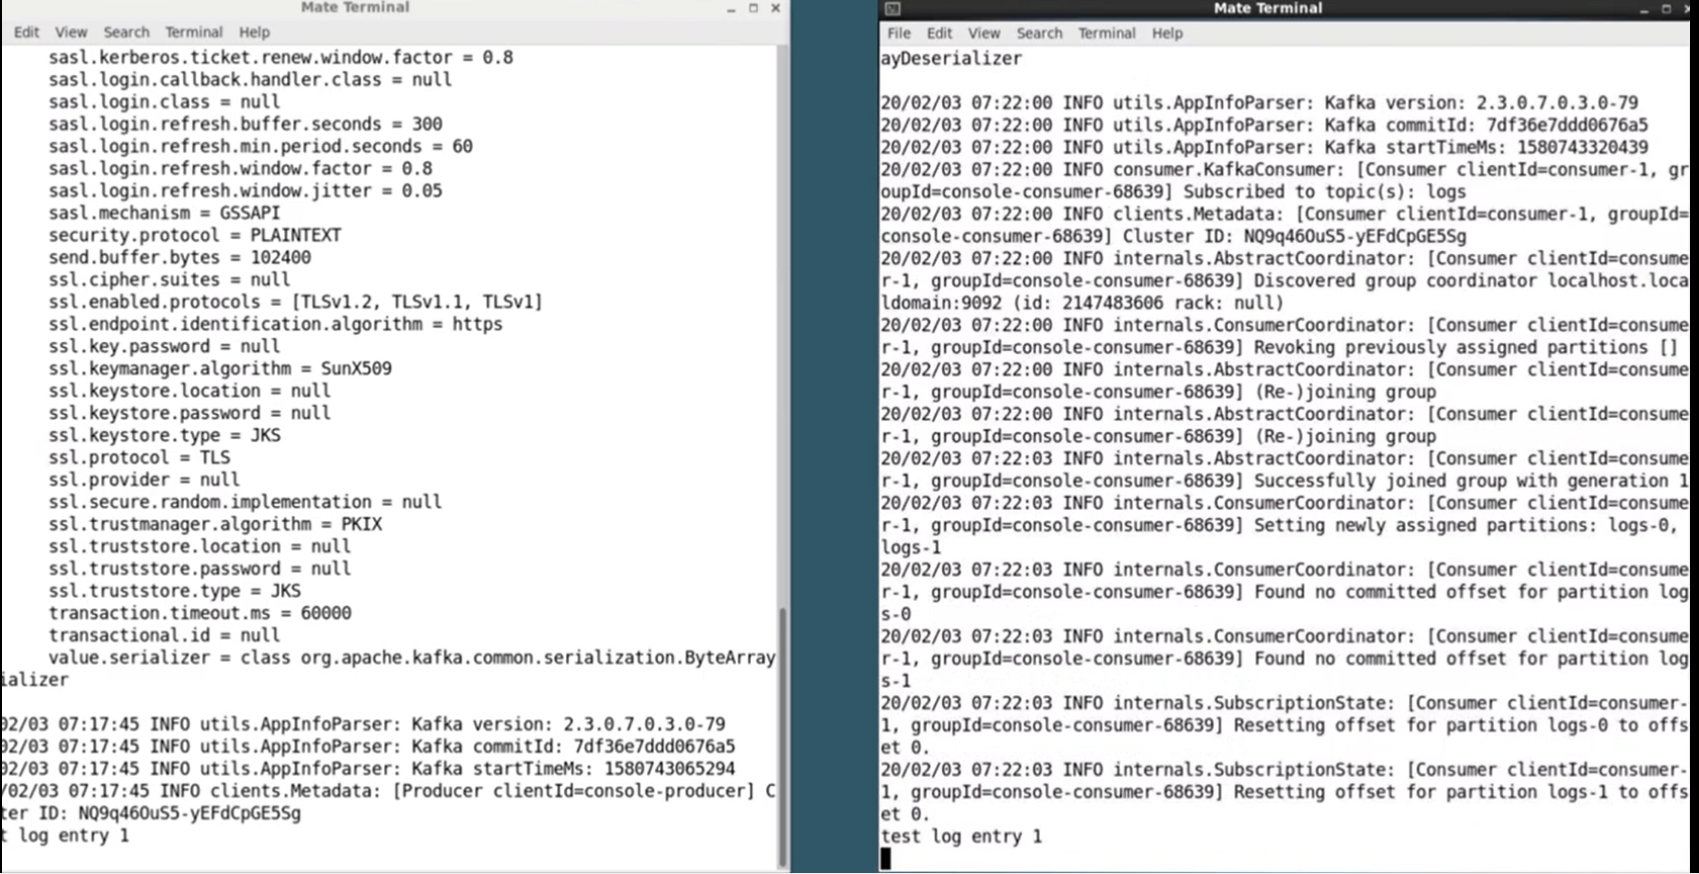 Mate Terminal
Edit View Search Terminal Help
sasl.kerberos.ticket.renew.window.factor = 0.8
sasl.login.callback.handler.class = null
sasl.login.class = null
sasl.login.refresh.buffer.seconds = 300
sasl.login.refresh.min.period.seconds = 60
sasl.login.refresh.window.factor = 0.8
sasl.login.refresh.window.jitter = 0.05
sasl.mechanism = GSSAPI
security.protocol = PLAINTEXT
send.buffer.bytes = 102400
ssl.cipher.suites = null
ssl.enabled.protocols = [TLSv1.2, TLSv1.1, TLSv1]
ssl.endpoint.identification.algorithm = https
ssl.key.password = null
ssl.keymanager.algorithm = SunX509
ssl.keystore.location = null
ssl.keystore.password = null
ssl.keystore.type = JKS
ssl.protocol = TLS
ssl.provider = null
ssl.secure.random.implementation = null
ssl.trustmanager.algorithm = PKIX
ssl.truststore.location = null
ssl.truststore.password = null
ssl.truststore.type = JKS
transaction.timeout.ms = 60000
transactional.id = null
value.serializer = class org.apache.kafka.common.serialization.ByteArray
ializer
02/03 07:17:45 INFO utils.AppInfoParser: Kafka version: 2.3.0.7.0.3.0-79
02/03 07:17:45 INFO utils.AppInfoParser: Kafka commitId: 7df36e7ddd0676a5
02/03 07:17:45 INFO utils.AppInfoParser: Kafka startTimeMs: 1580743065294
/02/03 07:17:45 INFO clients.Metadata: [Producer clientId=console-producer] C
ter ID: NQ9q46OuS5-yEFdCpGE5Sg
t log entry 1
Mate Terminal
File Edit View Search Terminal Help
ayDeserializer
20/02/03 07:22:00 INFO utils.AppInfoParser: Kafka version: 2.3.0.7.0.3.0-79
20/02/03 07:22:00 INFO utils.AppInfoParser: Kafka commitId: 7df36e7ddd0676a5
20/02/03 07:22:00 INFO utils.AppInfoParser: Kafka startTimeMs: 1580743320439
20/02/03 07:22:00 INFO consumer.KafkaConsumer: [Consumer clientId=consumer-1, gr
oupId=console-consumer-68639] Subscribed to topic(s): logs
20/02/03 07:22:00 INFO clients.Metadata: [Consumer clientId=consumer-1, groupId=
console-consumer-68639] Cluster ID: NQ9q46OuS5-yEFdCpGE5Sg
20/02/03 07:22:00 INFO internals.AbstractCoordinator: [Consumer clientId=consume
r-1, groupId=console-consumer-68639] Discovered group coordinator localhost.loca
ldomain:9092 (id: 2147483606 rack: null)
20/02/03 07:22:00 INFO internals.ConsumerCoordinator: [Consumer clientId=consume
r-1, groupId=console-consumer-68639] Revoking previously assigned partitions []
20/02/03 07:22:00 INFO internals.AbstractCoordinator: [Consumer clientId=consume
r-1, groupId=console-consumer-68639] (Re-)joining group
20/02/03 07:22:00 INFO internals.AbstractCoordinator: [Consumer clientId=consume
r-1, groupId=console-consumer-68639] (Re-)joining group
20/02/03 07:22:03 INFO internals.AbstractCoordinator: [Consumer clientId=consume
r-1, groupId=console-consumer-68639] Successfully joined group with generation 1
20/02/03 07:22:03 INFO internals.ConsumerCoordinator: [Consumer clientId=consume
r-1, groupId=console-consumer-68639] Setting newly assigned partitions: logs-0,
logs-1
20/02/03 07:22:03 INFO internals.ConsumerCoordinator: [Consumer clientId=consume
r-1, groupId=console-consumer-68639] Found no committed offset for partition log
s-0
20/02/03 07:22:03 INFO internals.ConsumerCoordinator: [Consumer clientId=consume
r-1, groupId=console-consumer-68639] Found no committed offset for partition log
s-1
20/02/03 07:22:03 INFO internals.SubscriptionState: [Consumer clientId=consumer-
1, groupId=console-consumer-68639] Resetting offset for partition logs-0 to offs
et 0.
20/02/03 07:22:03 INFO internals.SubscriptionState: [Consumer clientId=consumer-
1, groupId=console-consumer-68639] Resetting offset for partition logs-1 to offs
et 0.
test log entry 1